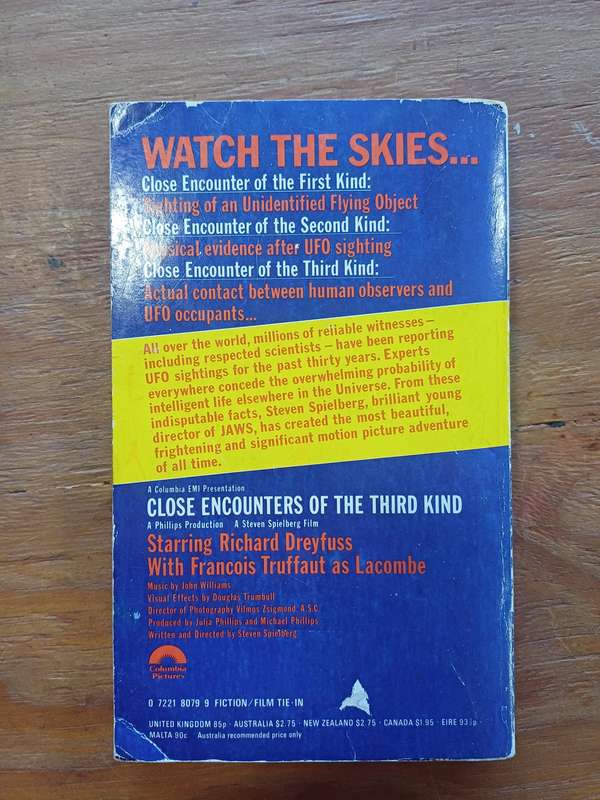 WATCH THE SKIES...
Close Encounter of the First Kind:
Sighting of an Unidentified Flying Object
Close Encounter of the Second Kind:
Physical evidence after UFO sighting
Close Encounter of the Third Kind:
Actual contact between human observers and
UFO occupants...
All over the world, millions of reliable witnesses –
including respected scientists – have been reporting
UFO sightings for the past thirty years. Experts
everywhere concede the overwhelming probability of
intelligent life elsewhere in the Universe. From these
indisputable facts, Steven Spielberg, brilliant young
director of JAWS, has created the most beautiful,
frightening and significant motion picture adventure
of all time.
A Columbia EMI Presentation
CLOSE ENCOUNTERS OF THE THIRD KIND
A Phillips Production A Steven Spielberg Film
Starring Richard Dreyfuss
With Francois Truffaut as Lacombe
Music by John Williams
Visual Effects by Douglas Trumbull
Director of Photography Vilmos Zsigmond, A.S.C.
Produced by Julia Phillips and Michael Phillips
Written and Directed by Steven Spielberg
Columbia
Pictures
0 7221 8079 9 FICTION/FILM TIE-IN
UNITED KINGDOM 85p · AUSTRALIA $2.75 · NEW ZEALAND $2.75 · CANADA $1.95 · EIRE
MALTA 90c Australia recommended price only